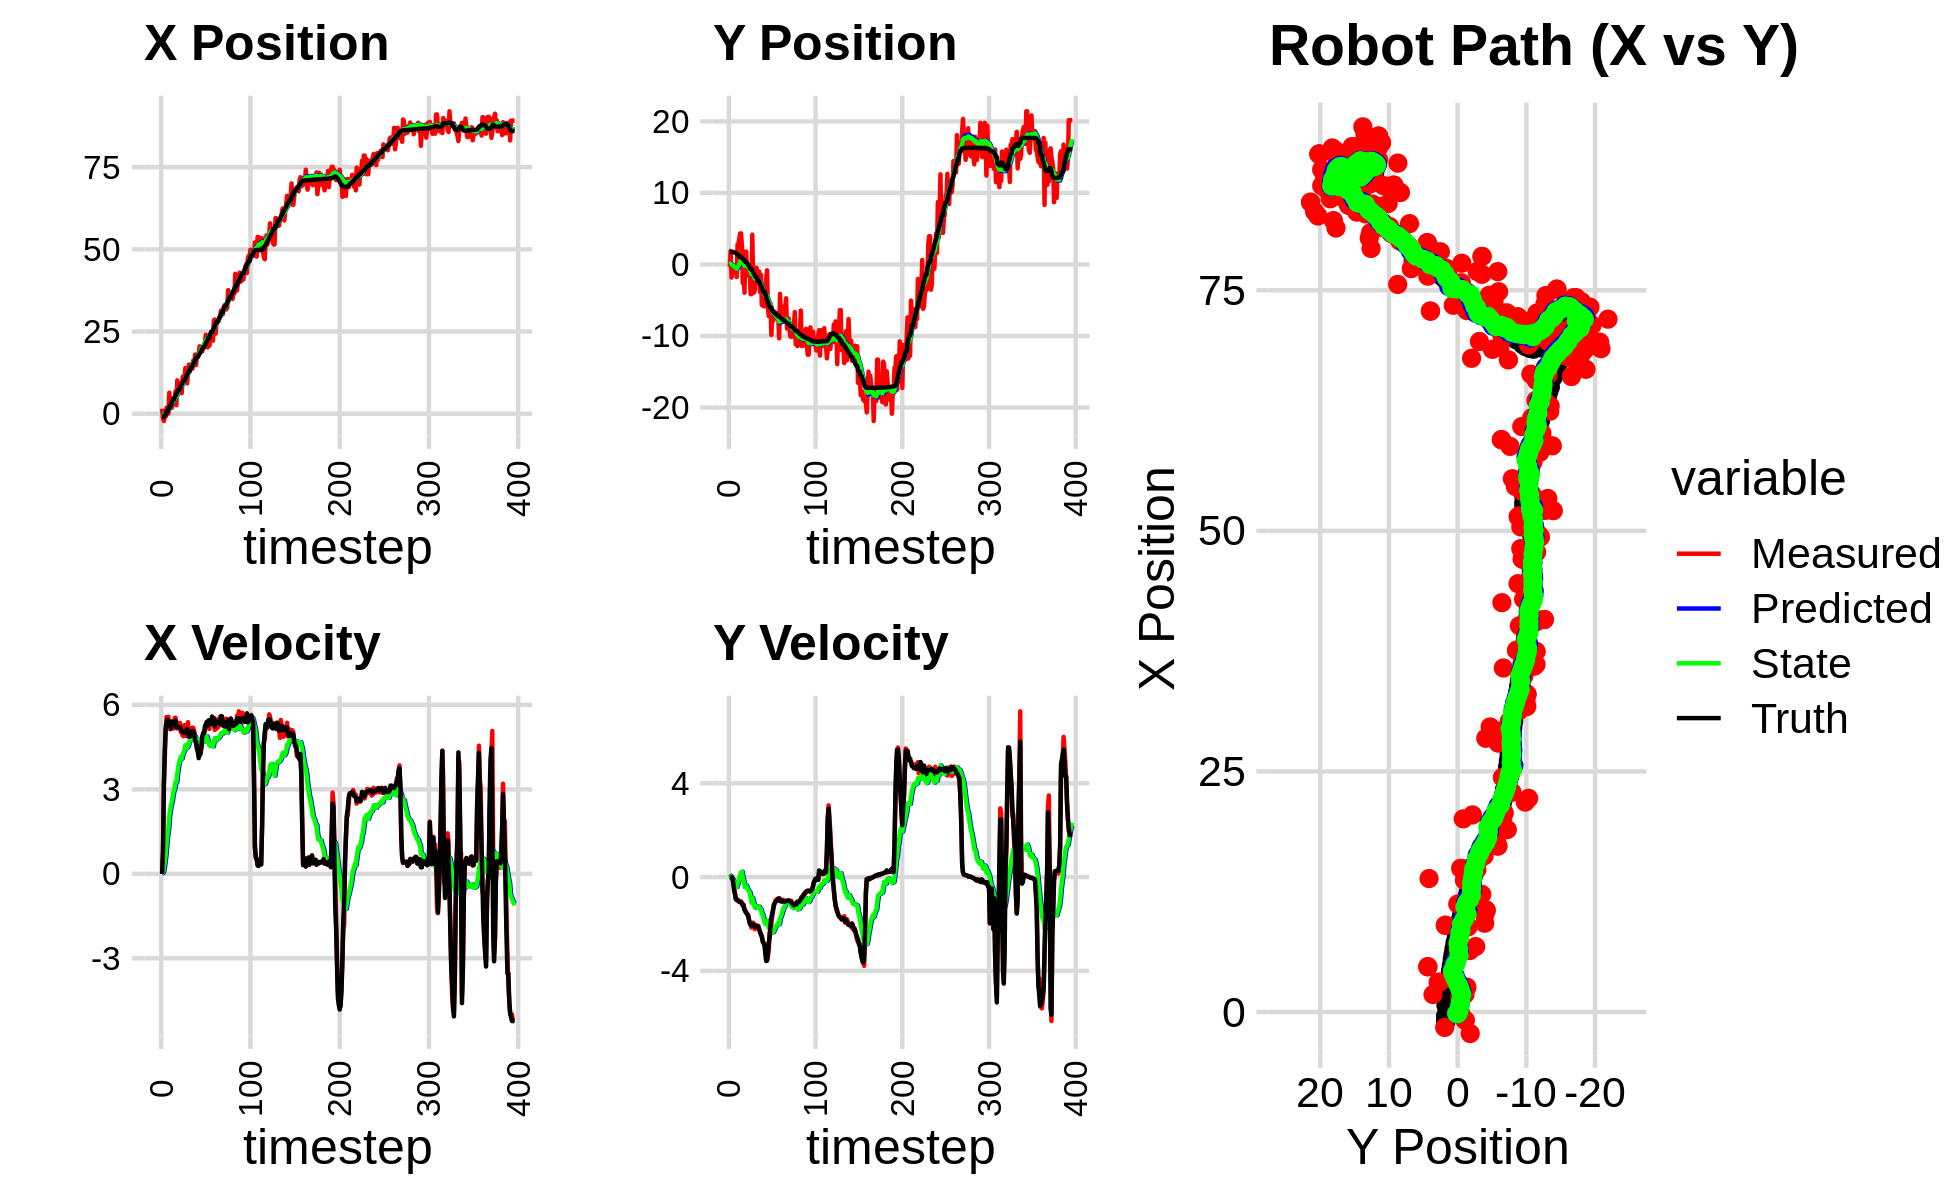 X Position
75
50
25
0
0 100 200 300 400
timestep
Y Position
20
10
0
-10
-20
0 100 200 300 400
timestep
X Velocity
6
3
0
-3
0 100 200 300 400
timestep
Y Velocity
4
0
-4
0 100 200 300 400
timestep
Robot Path (X vs Y)
X Position
75
50
25
0
20 10 0 -10 -20
Y Position
variable
Measured
Predicted
State
Truth